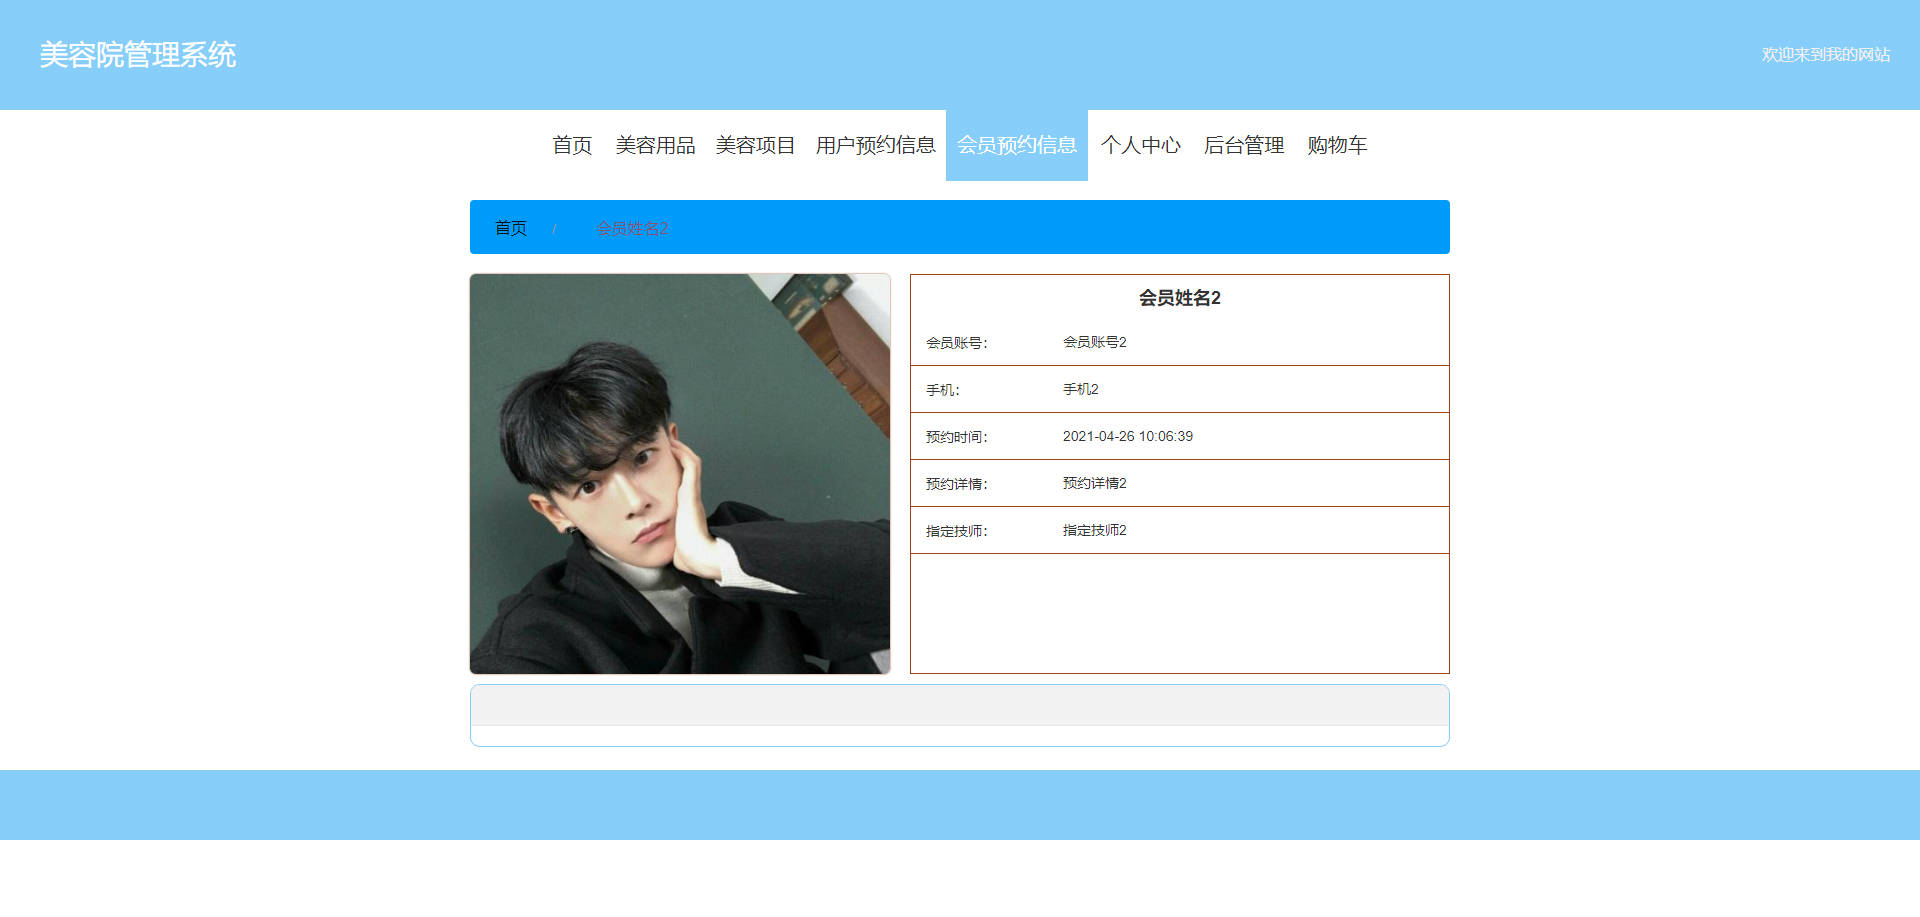 美容院管理系统
欢迎来到我的网站
首页 美容用品 美容项目 用户预约信息 会员预约信息 个人中心 后台管理 购物车
首页 / 会员姓名2
会员姓名2
会员账号： 会员账号2
手机： 手机2
预约时间： 2021-04-26 10:06:39
预约详情： 预约详情2
指定技师： 指定技师2